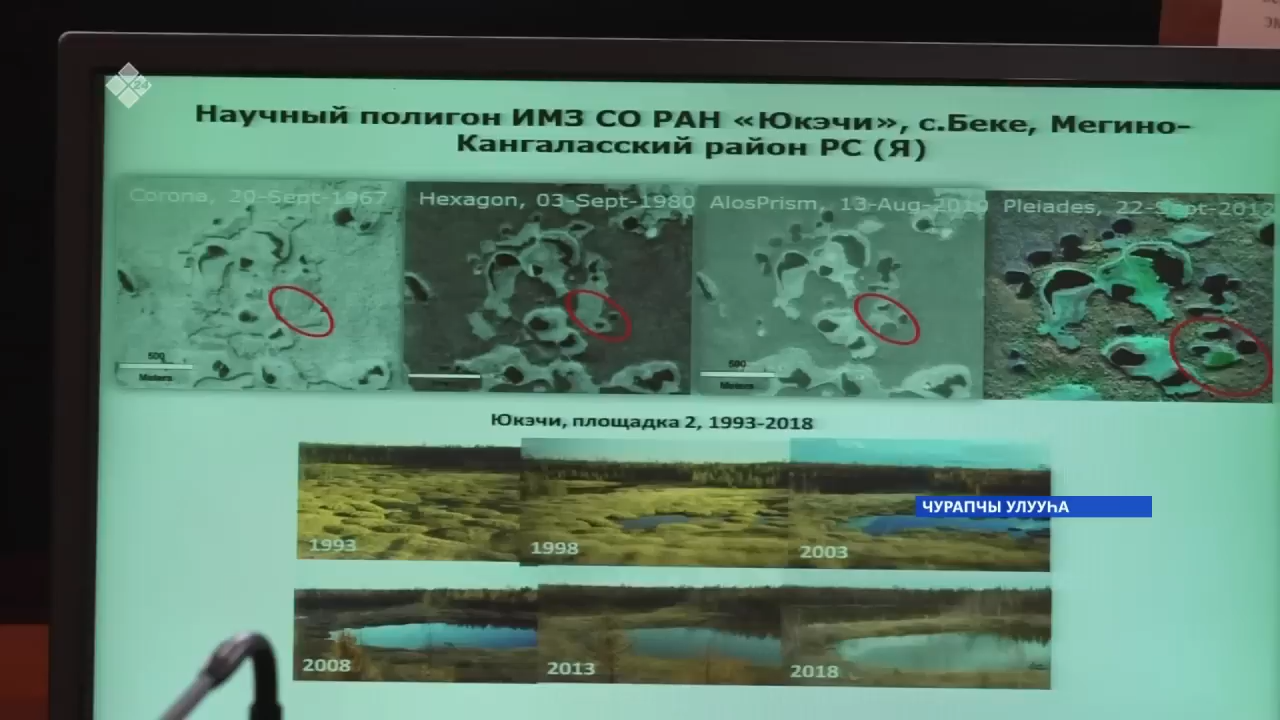 24
Научный полигон ИМЗ СО РАН «Юкэчи», с.Беке, Мегино-
Кангаласский район РС (Я)
Corona, 20-Sept-1967
Hexagon, 03-Sept-1980
AlosPrism, 13-Aug-2010
Pleiades, 22-Sept-2012
500
Meters
500
Meters
Юкэчи, площадка 2, 1993-2018
1993
1998
2003
ЧУРАПЧЫ УЛУУҺА
2008
2013
2018